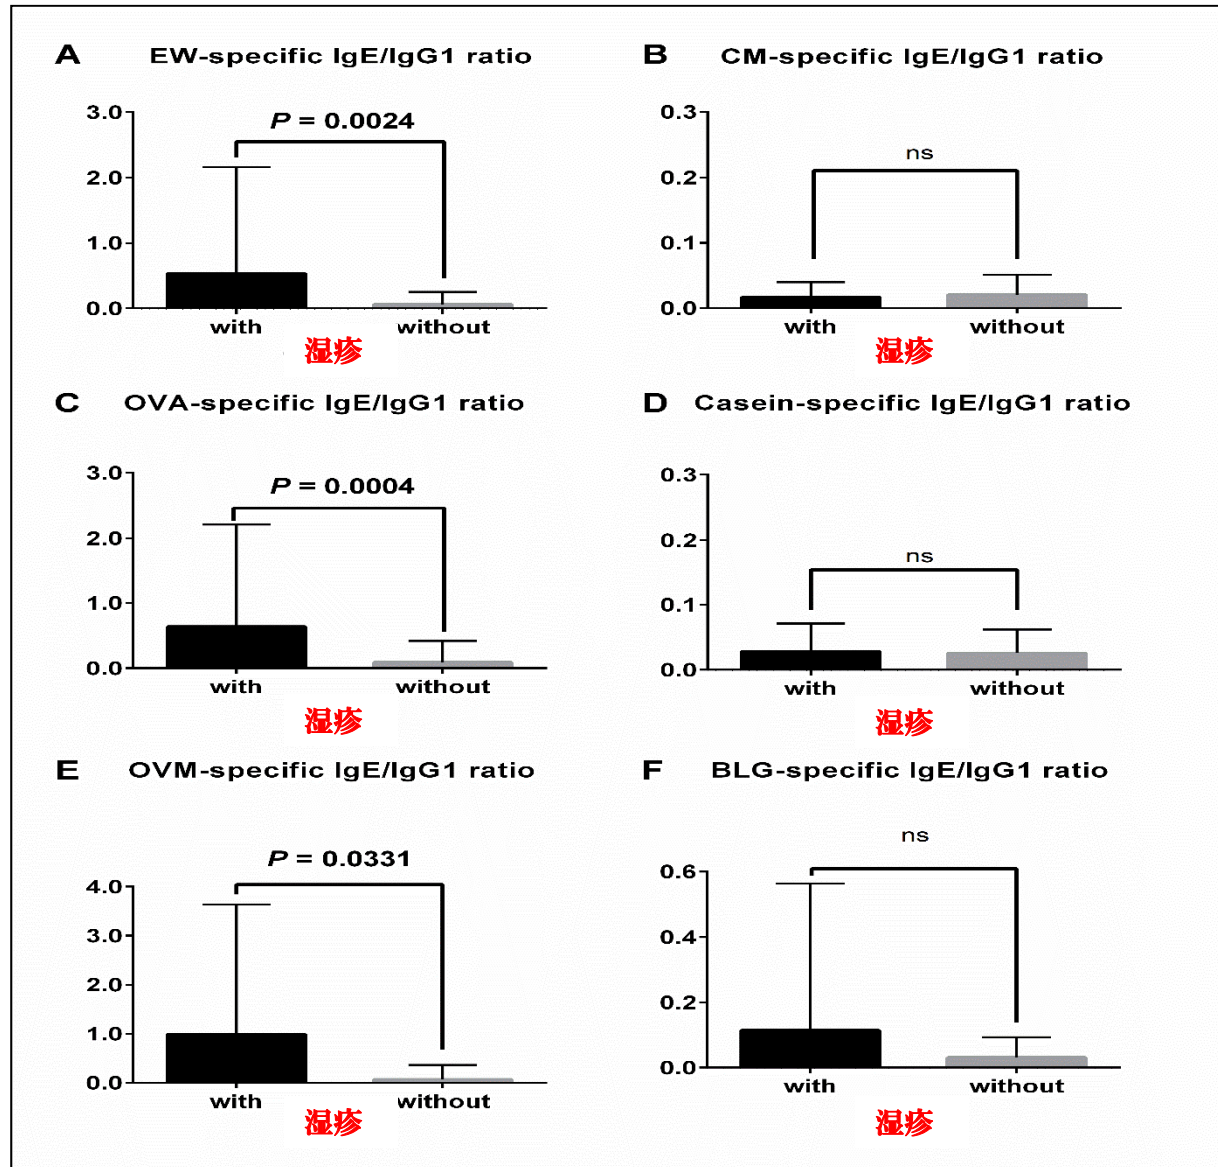 A EW-specific IgE/IgG1 ratio
P = 0.0024
3.0
2.0
1.0
0.0
with without
湿疹
B CM-specific IgE/IgG1 ratio
ns
0.3
0.2
0.1
0.0
with without
湿疹
C OVA-specific IgE/IgG1 ratio
P = 0.0004
3.0
2.0
1.0
0.0
with without
湿疹
D Casein-specific IgE/IgG1 ratio
0.3
ns
0.2
0.1
0.0
with without
湿疹
E OVM-specific IgE/IgG1 ratio
P = 0.0331
4.0
3.0
2.0
1.0
0.0
with without
湿疹
F BLG-specific IgE/IgG1 ratio
ns
0.6
0.4
0.2
0.0
with without
湿疹